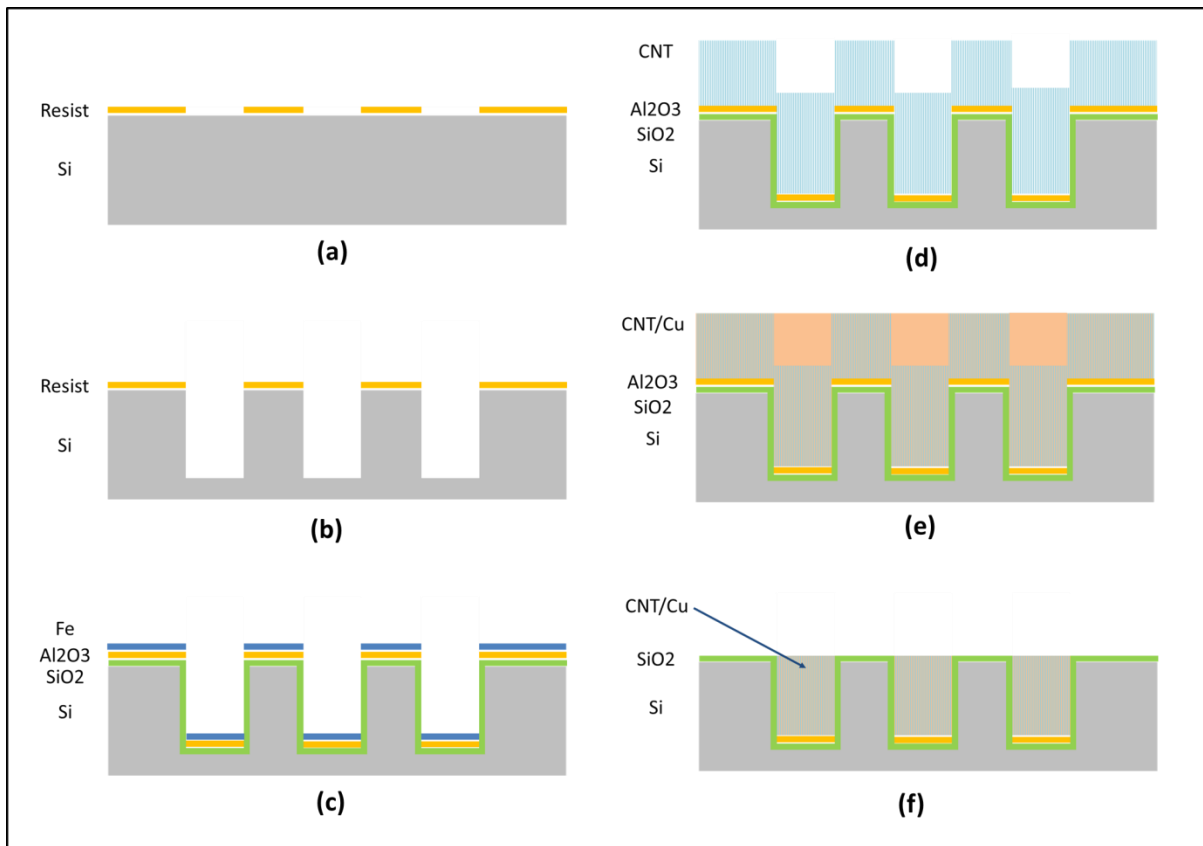 Resist
Si
(a)
Resist
Si
(b)
Fe
Al2O3
SiO2
Si
(c)
CNT
Al2O3
SiO2
Si
(d)
CNT/Cu
Al2O3
SiO2
Si
(e)
CNT/Cu
SiO2
Si
(f)